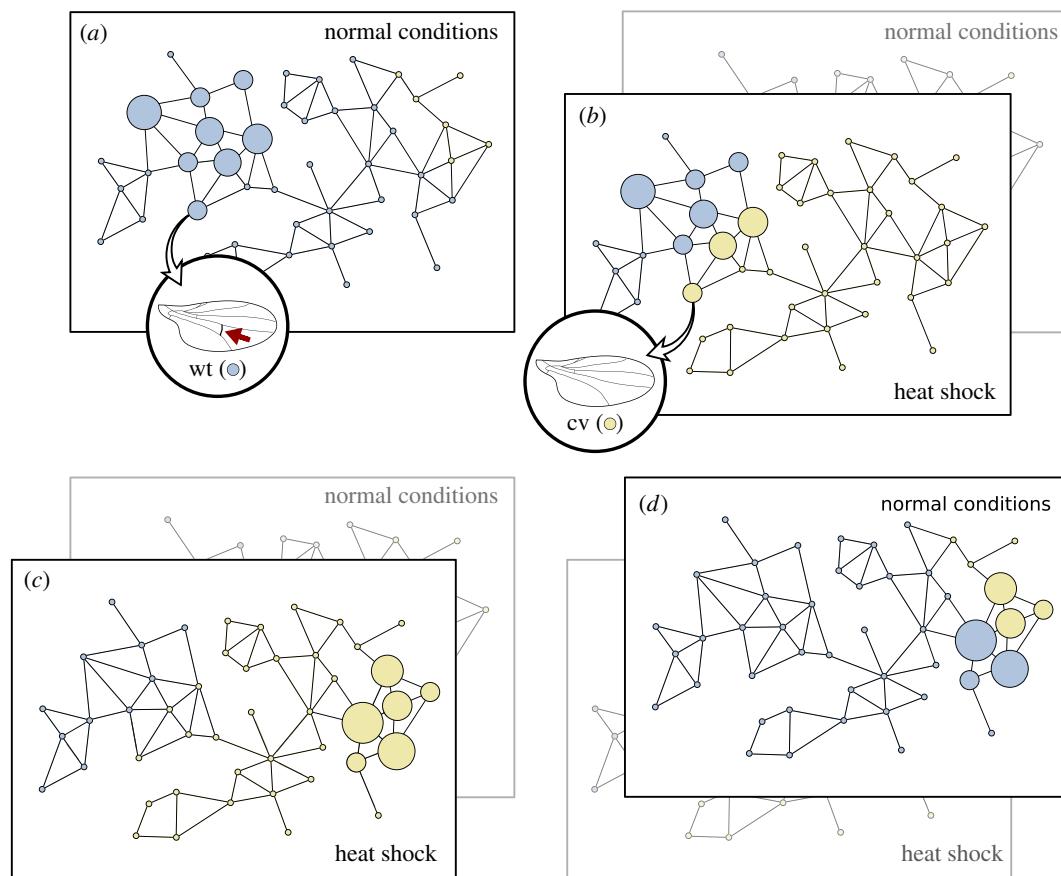 (a)
normal conditions
wt ( )
normal conditions
(b)
heat shock
cv ( )
normal conditions
(c)
heat shock
(d)
normal conditions
heat shock